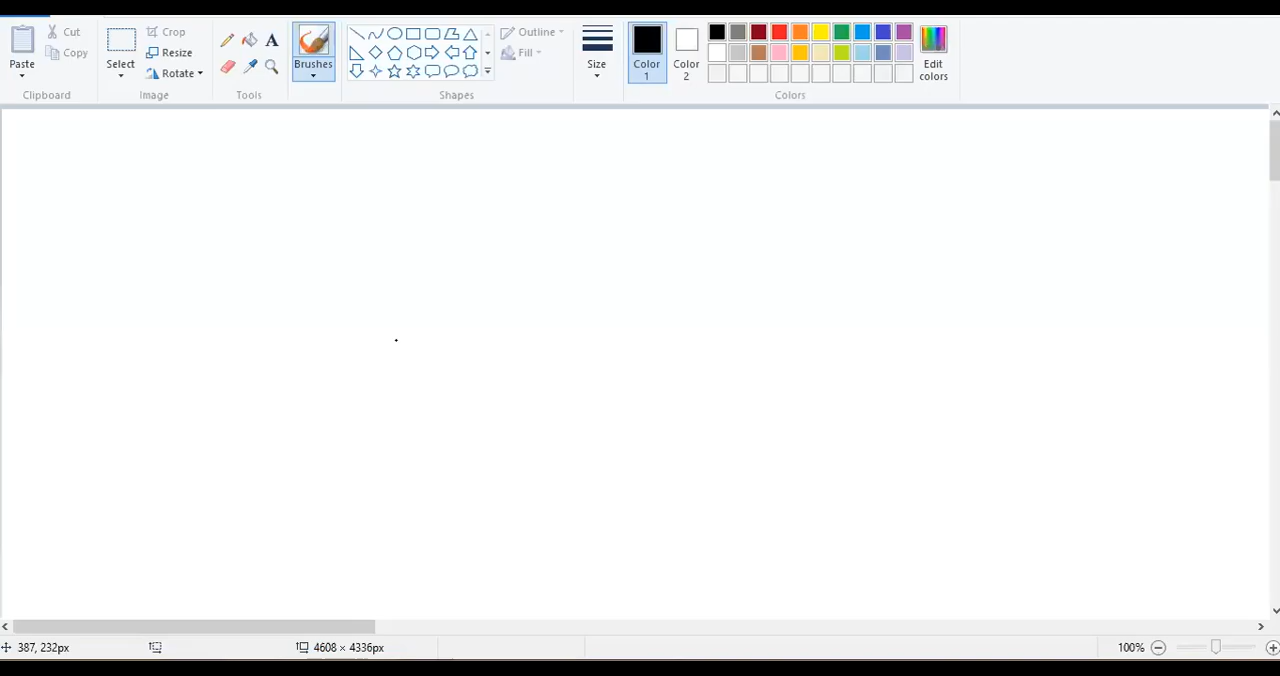 Paste
Clipboard
Cut
Copy
Select
Crop
Resize
Rotate
Image
A
Tools
Brushes
Outline
Fill
Shapes
Size
Color
1
Color
2
Edit
colors
Colors
387, 232px
4608 × 4336px
100%